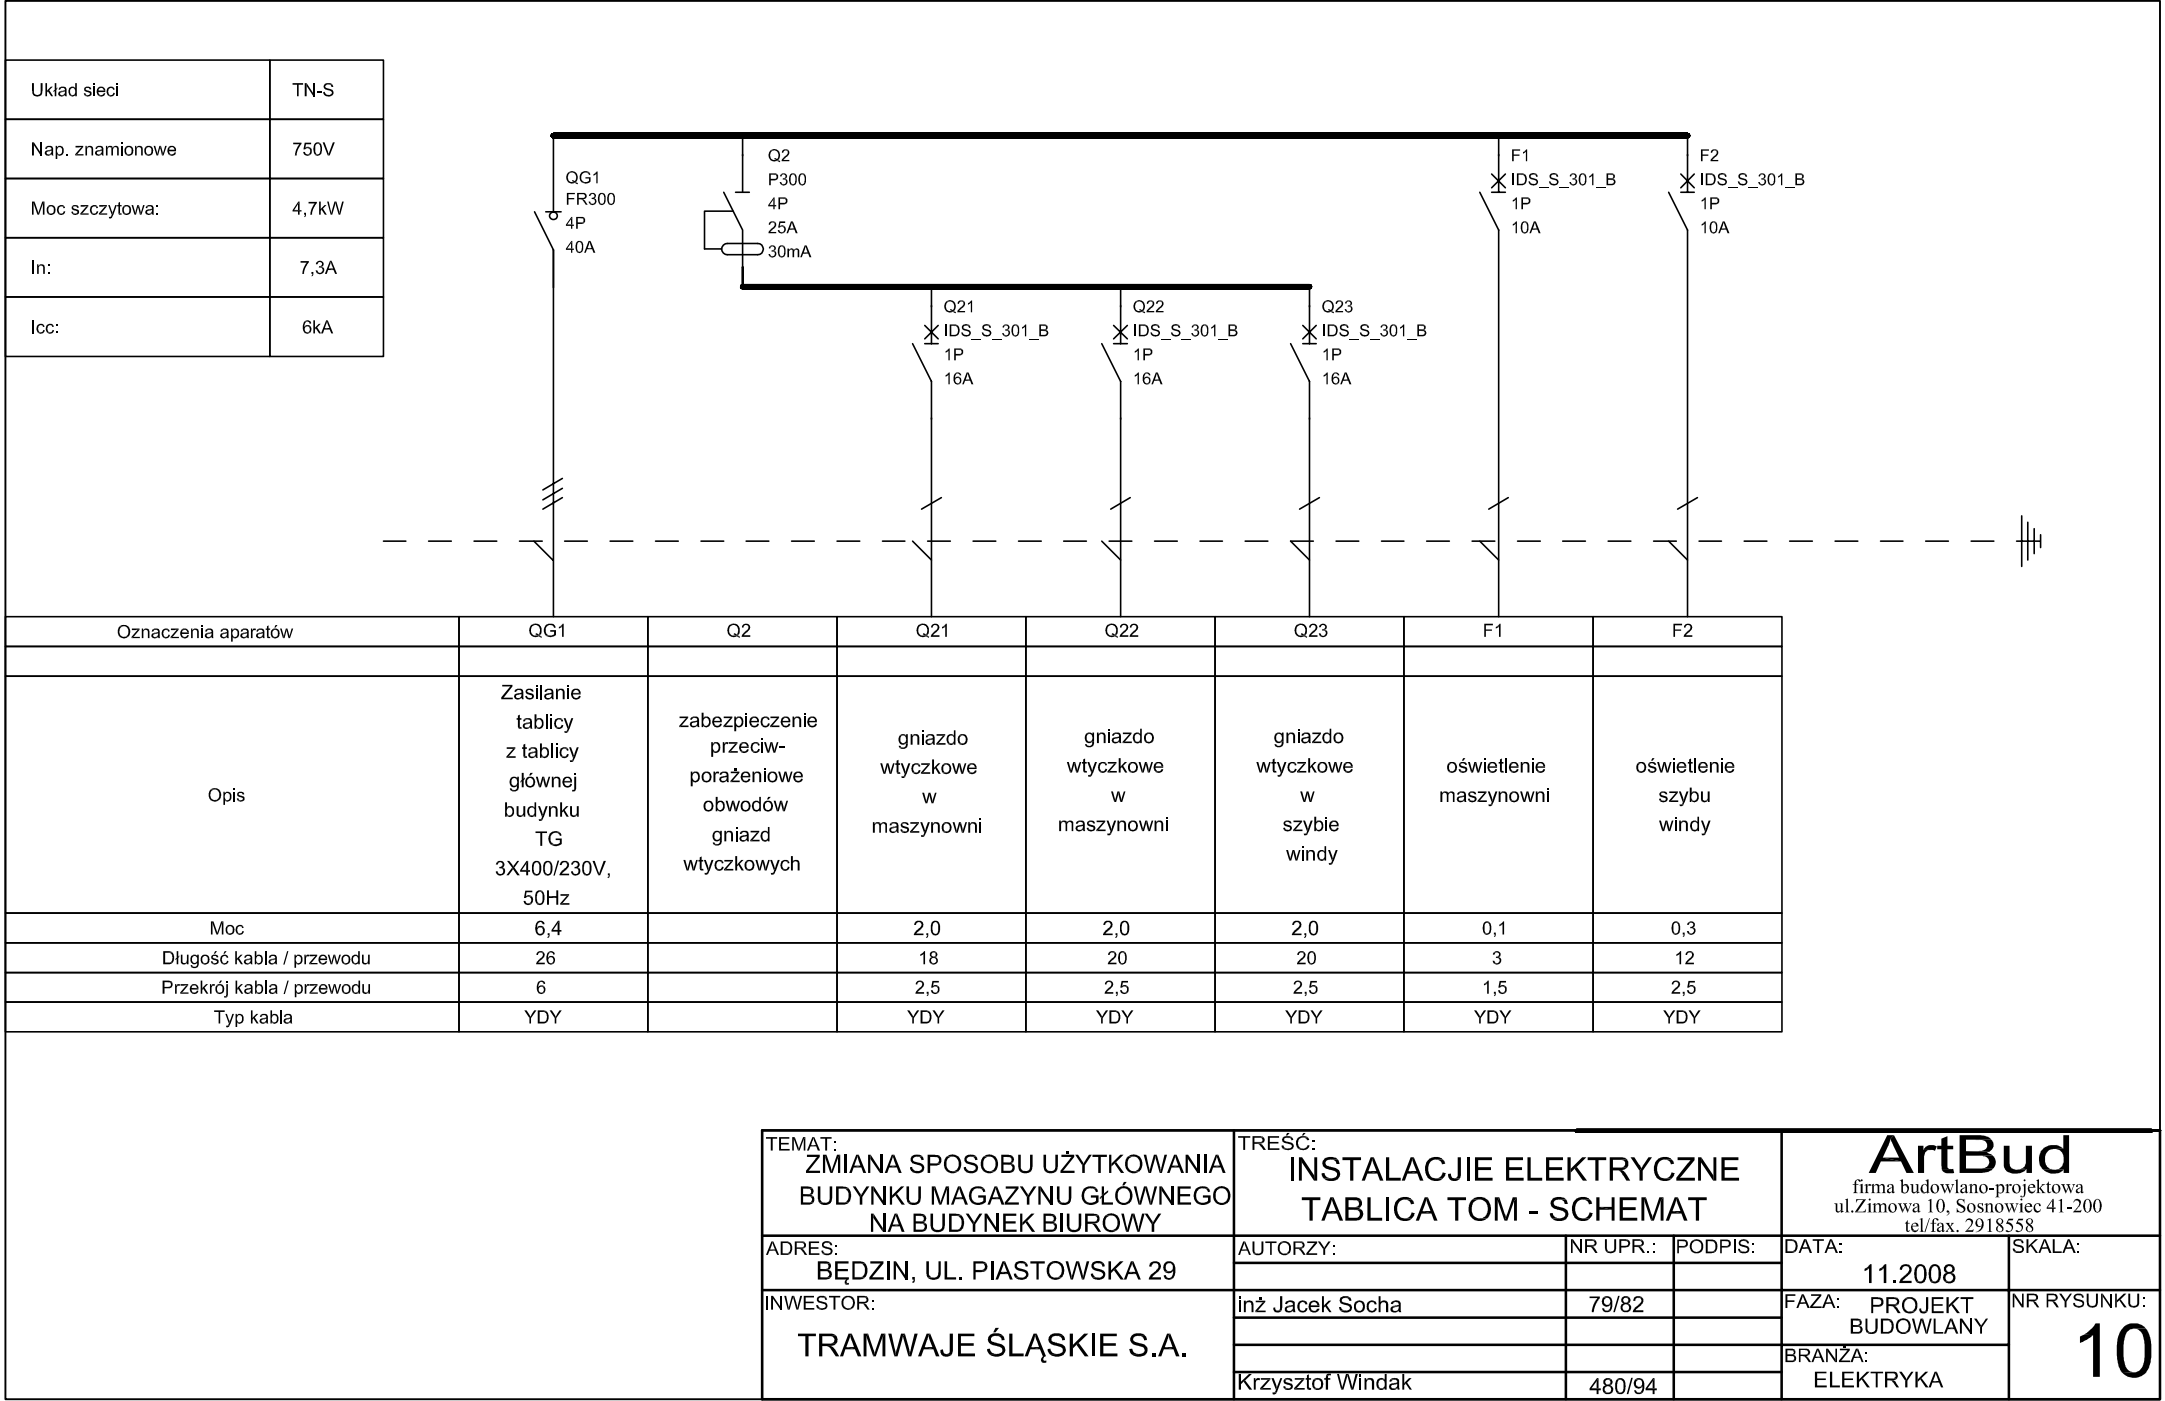 Układ sieci TN-S
Nap. znamionowe 750V
Moc szczytowa: 4,7kW
In: 7,3A
Icc: 6kA
QG1
FR300
4P
40A
Q2
P300
4P
25A
30mA
F1
IDS_S_301_B
1P
10A
F2
IDS_S_301_B
1P
10A
Q21
IDS_S_301_B
1P
16A
Q22
IDS_S_301_B
1P
16A
Q23
IDS_S_301_B
1P
16A
Oznaczenia aparatów QG1 Q2 Q21 Q22 Q23 F1 F2
Opis
Zasilanie
tablicy
z tablicy
głównej
budynku
TG
3X400/230V,
50Hz
zabezpieczenie
przeciw-
porażeniowe
obwodów
gniazd
wtyczkowych
gniazdo
wtyczkowe
w
maszynowni
gniazdo
wtyczkowe
w
maszynowni
gniazdo
wtyczkowe
w
szybie
windy
oświetlenie
maszynowni
oświetlenie
szybu
windy
Moc 6,4 2,0 2,0 2,0 0,1 0,3
Długość kabla / przewodu 26 18 20 20 3 12
Przekrój kabla / przewodu 6 2,5 2,5 2,5 1,5 2,5
Typ kabla YDY YDY YDY YDY YDY YDY
TEMAT:
ZMIANA SPOSOBU UŻYTKOWANIA
BUDYNKU MAGAZYNU GŁÓWNEGO
NA BUDYNEK BIUROWY
TREŚĆ:
INSTALACJIE ELEKTRYCZNE
TABLICA TOM - SCHEMAT
ArtBud
firma budowlano-projektowa
ul.Zimowa 10, Sosnowiec 41-200
tel/fax. 2918558
ADRES:
BĘDZIN, UL. PIASTOWSKA 29
AUTORZY: NR UPR.: PODPIS:
DATA:
11.2008
SKALA:
INWESTOR:
TRAMWAJE ŚLĄSKIE S.A.
inż Jacek Socha 79/82
Krzysztof Windak 480/94
FAZA: PROJEKT
BUDOWLANY
BRANŻA:
ELEKTRYKA
NR RYSUNKU:
10